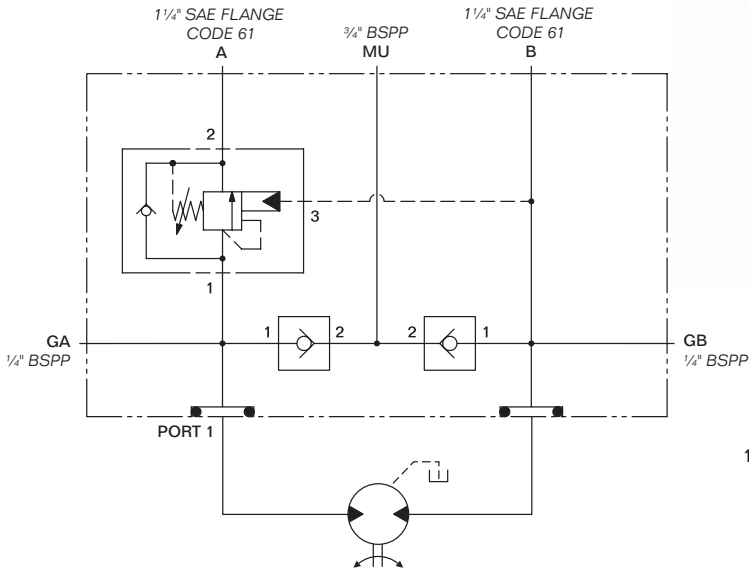 1¼" SAE FLANGE
CODE 61
A
¾" BSPP
MU
1¼" SAE FLANGE
CODE 61
B
2
3
1
GA
¼" BSPP
1
2
2
1
GB
¼" BSPP
PORT 1
1